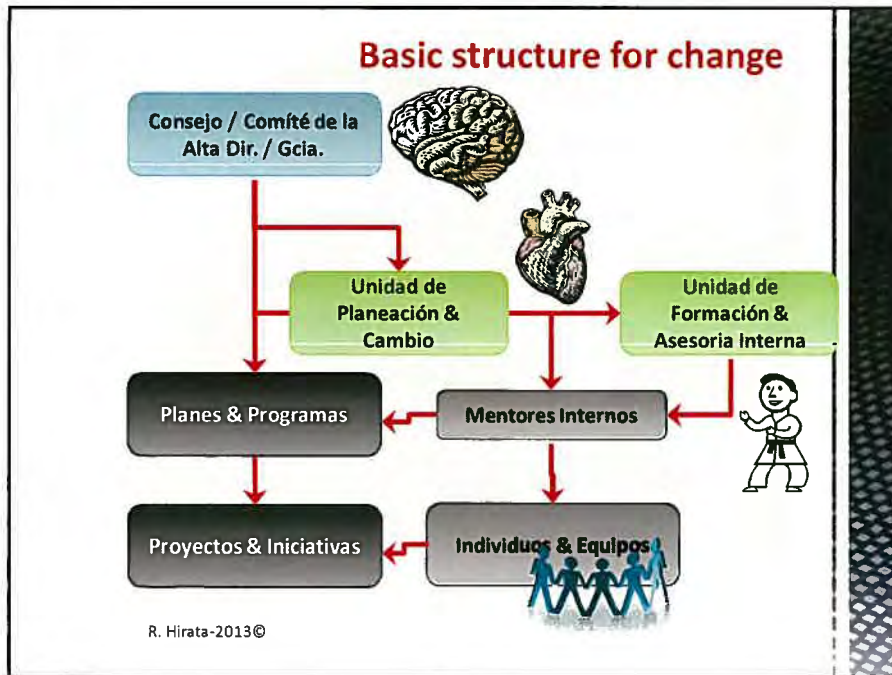 Basic structure for change
Consejo / Comíté de la
Alta Dir. / Gcia.
Unidad de
Planeación &
Cambio
Unidad de
Formación &
Asesoria Interna
Planes & Programas
Mentores Internos
Proyectos & Iniciativas
Individuos & Equipos
R. Hirata-2013©